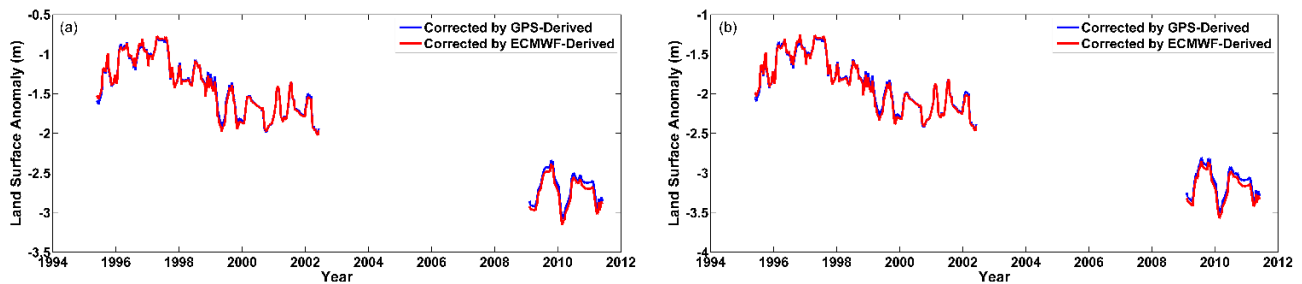 (a)
Corrected by GPS-Derived
Corrected by ECMWF-Derived
Land Surface Anomaly (m)
-0.5
-1
-1.5
-2
-2.5
-3
-3.5
1994 1996 1998 2000 2002 2004 2006 2008 2010 2012
Year
(b)
Corrected by GPS-Derived
Corrected by ECMWF-Derived
Land Surface Anomaly (m)
-1
-1.5
-2
-2.5
-3
-3.5
-4
1994 1996 1998 2000 2002 2004 2006 2008 2010 2012
Year